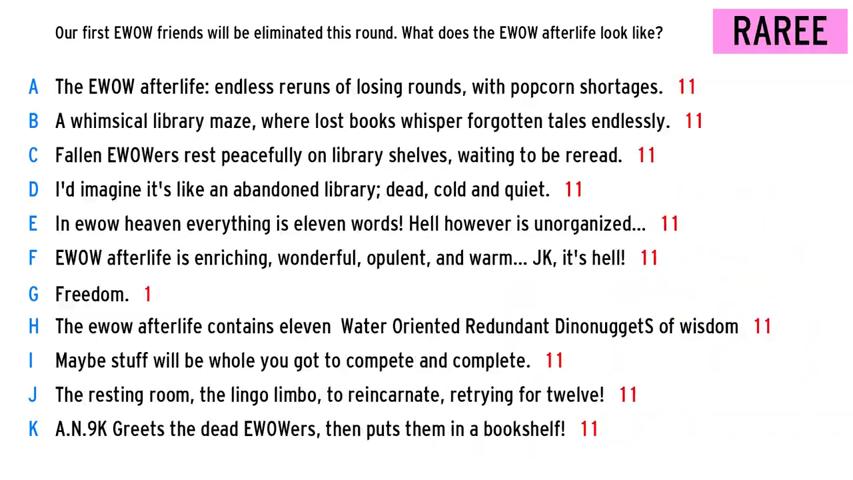 Our first EWOW friends will be eliminated this round. What does the EWOW afterlife look like?
RAREE
A The EWOW afterlife: endless reruns of losing rounds, with popcorn shortages. 11
B A whimsical library maze, where lost books whisper forgotten tales endlessly. 11
C Fallen EWOWers rest peacefully on library shelves, waiting to be reread. 11
D I'd imagine it's like an abandoned library; dead, cold and quiet. 11
E In ewow heaven everything is eleven words! Hell however is unorganized... 11
F EWOW afterlife is enriching, wonderful, opulent, and warm... JK, it's hell! 11
G Freedom. 1
H The ewow afterlife contains eleven Water Oriented Redundant DinonuggetS of wisdom 11
I Maybe stuff will be whole you got to compete and complete. 11
J The resting room, the lingo limbo, to reincarnate, retrying for twelve! 11
K A.N.9K Greets the dead EWOWers, then puts them in a bookshelf! 11